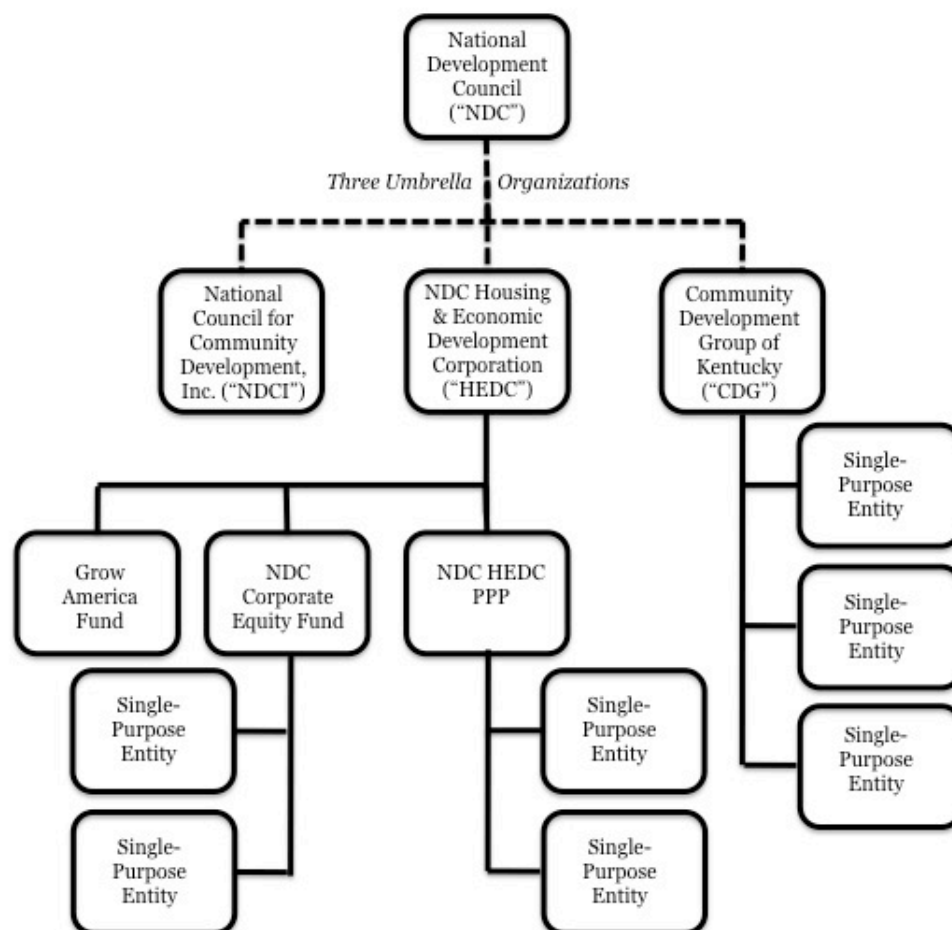 National
Development
Council
(“NDC”)
Three Umbrella Organizations
National
Council for
Community
Development,
Inc. (“NDCI”)
NDC Housing
& Economic
Development
Corporation
(“HEDC”)
Community
Development
Group of
Kentucky
(“CDG”)
Single-
Purpose
Entity
Single-
Purpose
Entity
Single-
Purpose
Entity
Grow
America
Fund
NDC
Corporate
Equity Fund
NDC HEDC
PPP
Single-
Purpose
Entity
Single-
Purpose
Entity
Single-
Purpose
Entity
Single-
Purpose
Entity